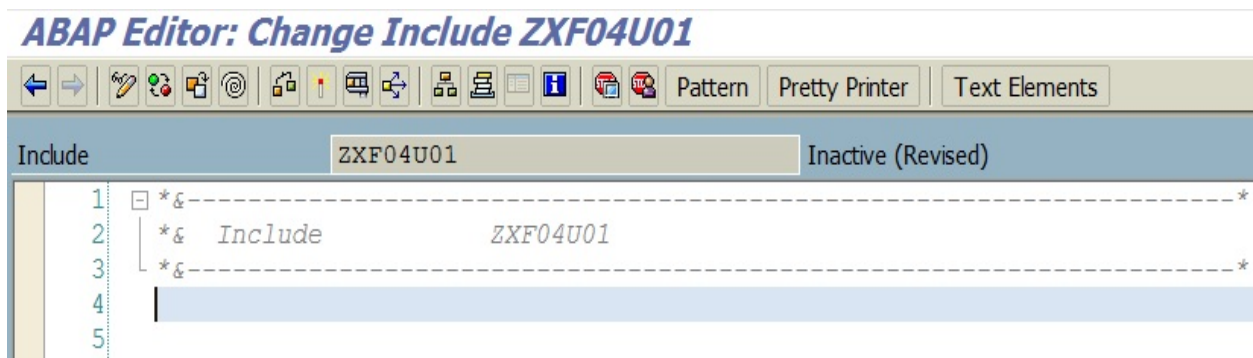 ABAP Editor: Change Include ZXF04U01
Pattern Pretty Printer Text Elements
Include ZXF04U01 Inactive (Revised)
1 *&---------------------------------------------------------------------*
2 *& Include ZXF04U01
3 *&---------------------------------------------------------------------*
4
5